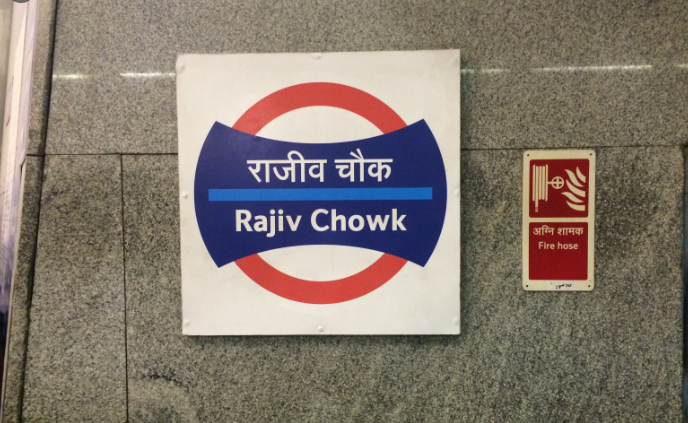 राजीव चौक
Rajiv Chowk
अग्नि शामक
Fire hose